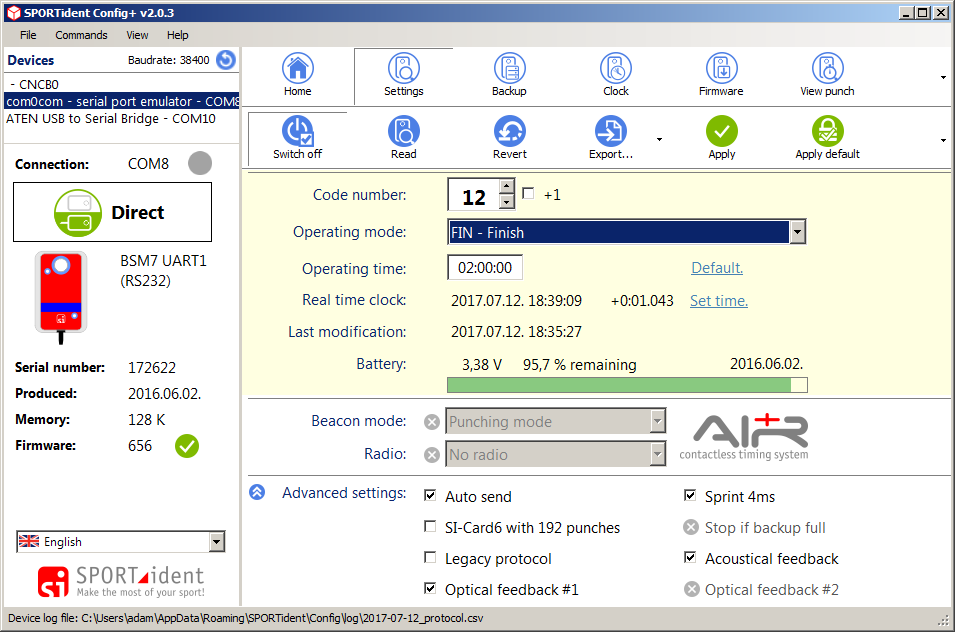 SPORTident Config+ v2.0.3
File Commands View Help
Devices Baudrate: 38400
- CNCB0
com0com - serial port emulator - COM8
ATEN USB to Serial Bridge - COM10
Connection: COM8
Direct
BSM7 UART1
(RS232)
Serial number: 172622
Produced: 2016.06.02.
Memory: 128 K
Firmware: 656
English
SPORTident
Make the most of your sport!
Home Settings Backup Clock Firmware View punch
Switch off Read Revert Export... Apply Apply default
Code number: 12 +1
Operating mode: FIN - Finish
Operating time: 02:00:00 Default.
Real time clock: 2017.07.12. 18:39:09 +0:01.043 Set time.
Last modification: 2017.07.12. 18:35:27
Battery: 3,38 V 95,7 % remaining 2016.06.02.
Beacon mode: Punching mode
Radio: No radio
AIR+
contactless timing system
Advanced settings: Auto send Sprint 4ms
SI-Card6 with 192 punches Stop if backup full
Legacy protocol Acoustical feedback
Optical feedback #1 Optical feedback #2
Device log file: C:\Users\adam\AppData\Roaming\SPORTident\Config\log\2017-07-12_protocol.csv